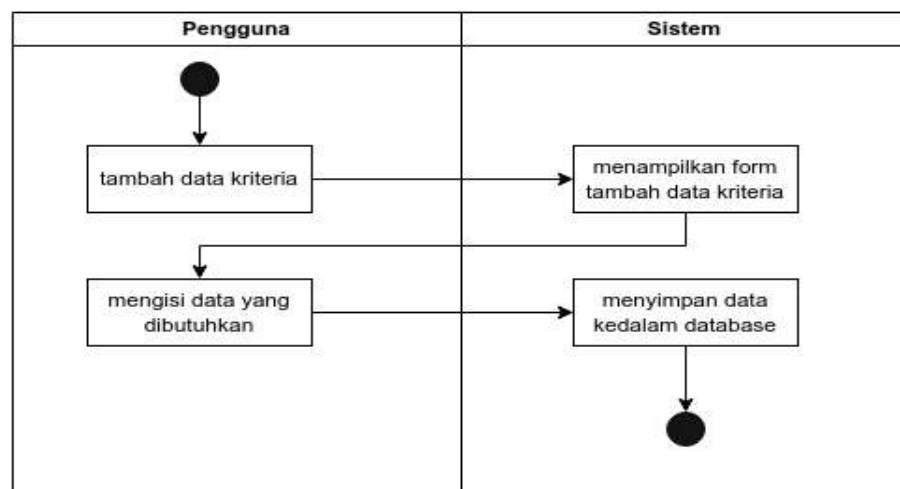 Pengguna
Sistem
tambah data kriteria
menampilkan form
tambah data kriteria
mengisi data yang
dibutuhkan
menyimpan data
kedalam database